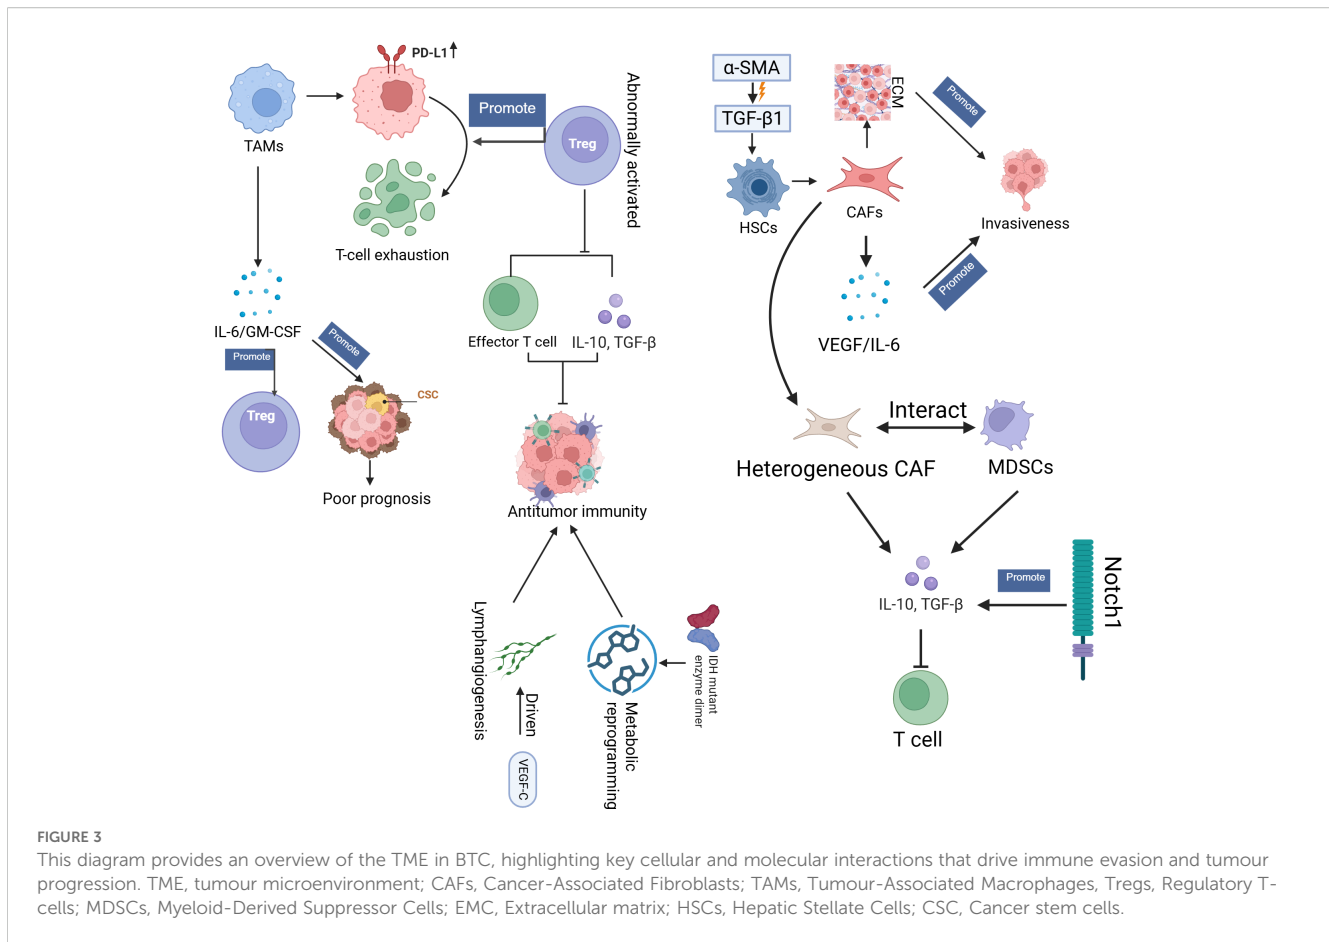 PD-L1
TAMs
Promote
Treg
Abnormally activated
T-cell exhaustion
IL-6/GM-CSF
Promote
Promote
Treg
CSC
Poor prognosis
Effector T cell
IL-10, TGF-β
Antitumor immunity
Lymphangiogenesis
Driven
VEGF-C
Metabolic
reprogramming
IDH mutant
enzyme dimer
α-SMA
TGF-β1
HSCs
ECM
CAFs
Promote
Invasiveness
Promote
VEGF/IL-6
Interact
Heterogeneous CAF
MDSCs
IL-10, TGF-β
Promote
Notch1
T cell
FIGURE 3
This diagram provides an overview of the TME in BTC, highlighting key cellular and molecular interactions that drive immune evasion and tumour
progression. TME, tumour microenvironment; CAFs, Cancer-Associated Fibroblasts; TAMs, Tumour-Associated Macrophages, Tregs, Regulatory T-
cells; MDSCs, Myeloid-Derived Suppressor Cells; EMC, Extracellular matrix; HSCs, Hepatic Stellate Cells; CSC, Cancer stem cells.